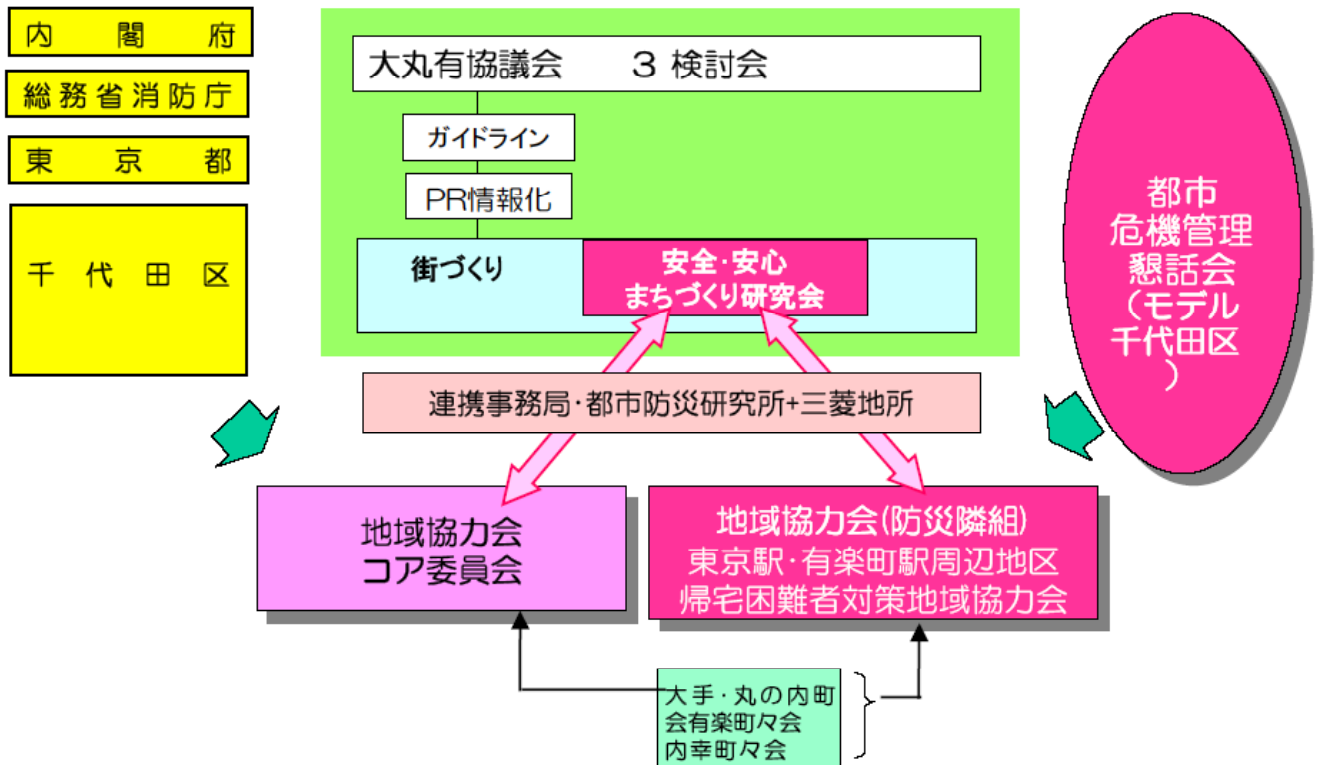 内閣府
総務省消防庁
東京都
千代田区
大丸有協議会 3 検討会
ガイドライン
PR情報化
街づくり
安全・安心
まちづくり研究会
都市
危機管理
懇話会
（モデル
千代田区
）
連携事務局・都市防災研究所+三菱地所
地域協力会
コア委員会
地域協力会(防災隣組)
東京駅・有楽町駅周辺地区
帰宅困難者対策地域協力会
大手・丸の内町
会有楽町々会
内幸町々会